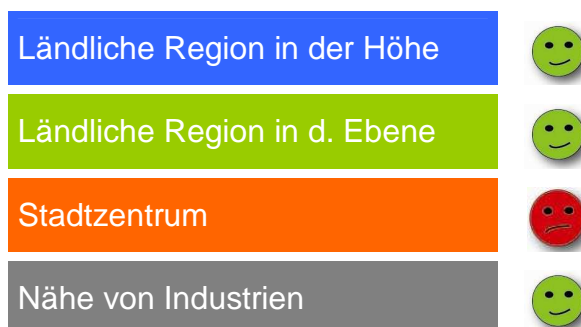 Ländliche Region in der Höhe
Ländliche Region in d. Ebene
Stadtzentrum
Nähe von Industrien